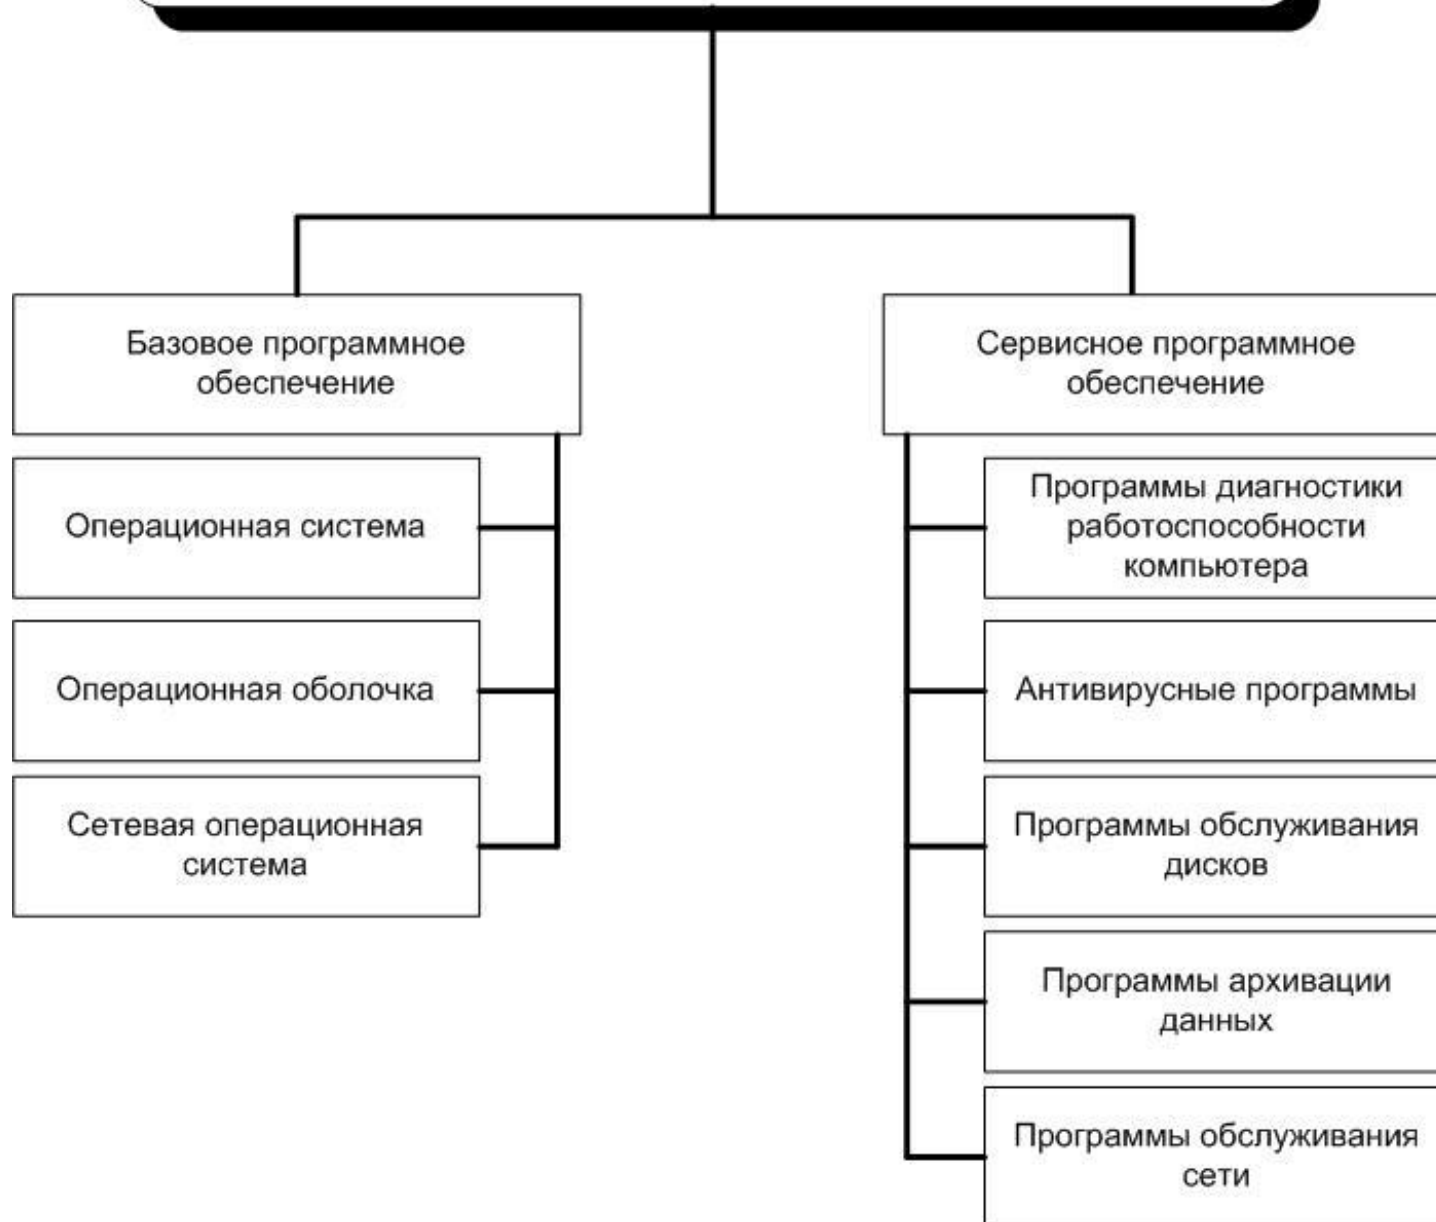 Базовое программное
обеспечение
Операционная система
Операционная оболочка
Сетевая операционная
система
Сервисное программное
обеспечение
Программы диагностики
работоспособности
компьютера
Антивирусные программы
Программы обслуживания
дисков
Программы архивации
данных
Программы обслуживания
сети